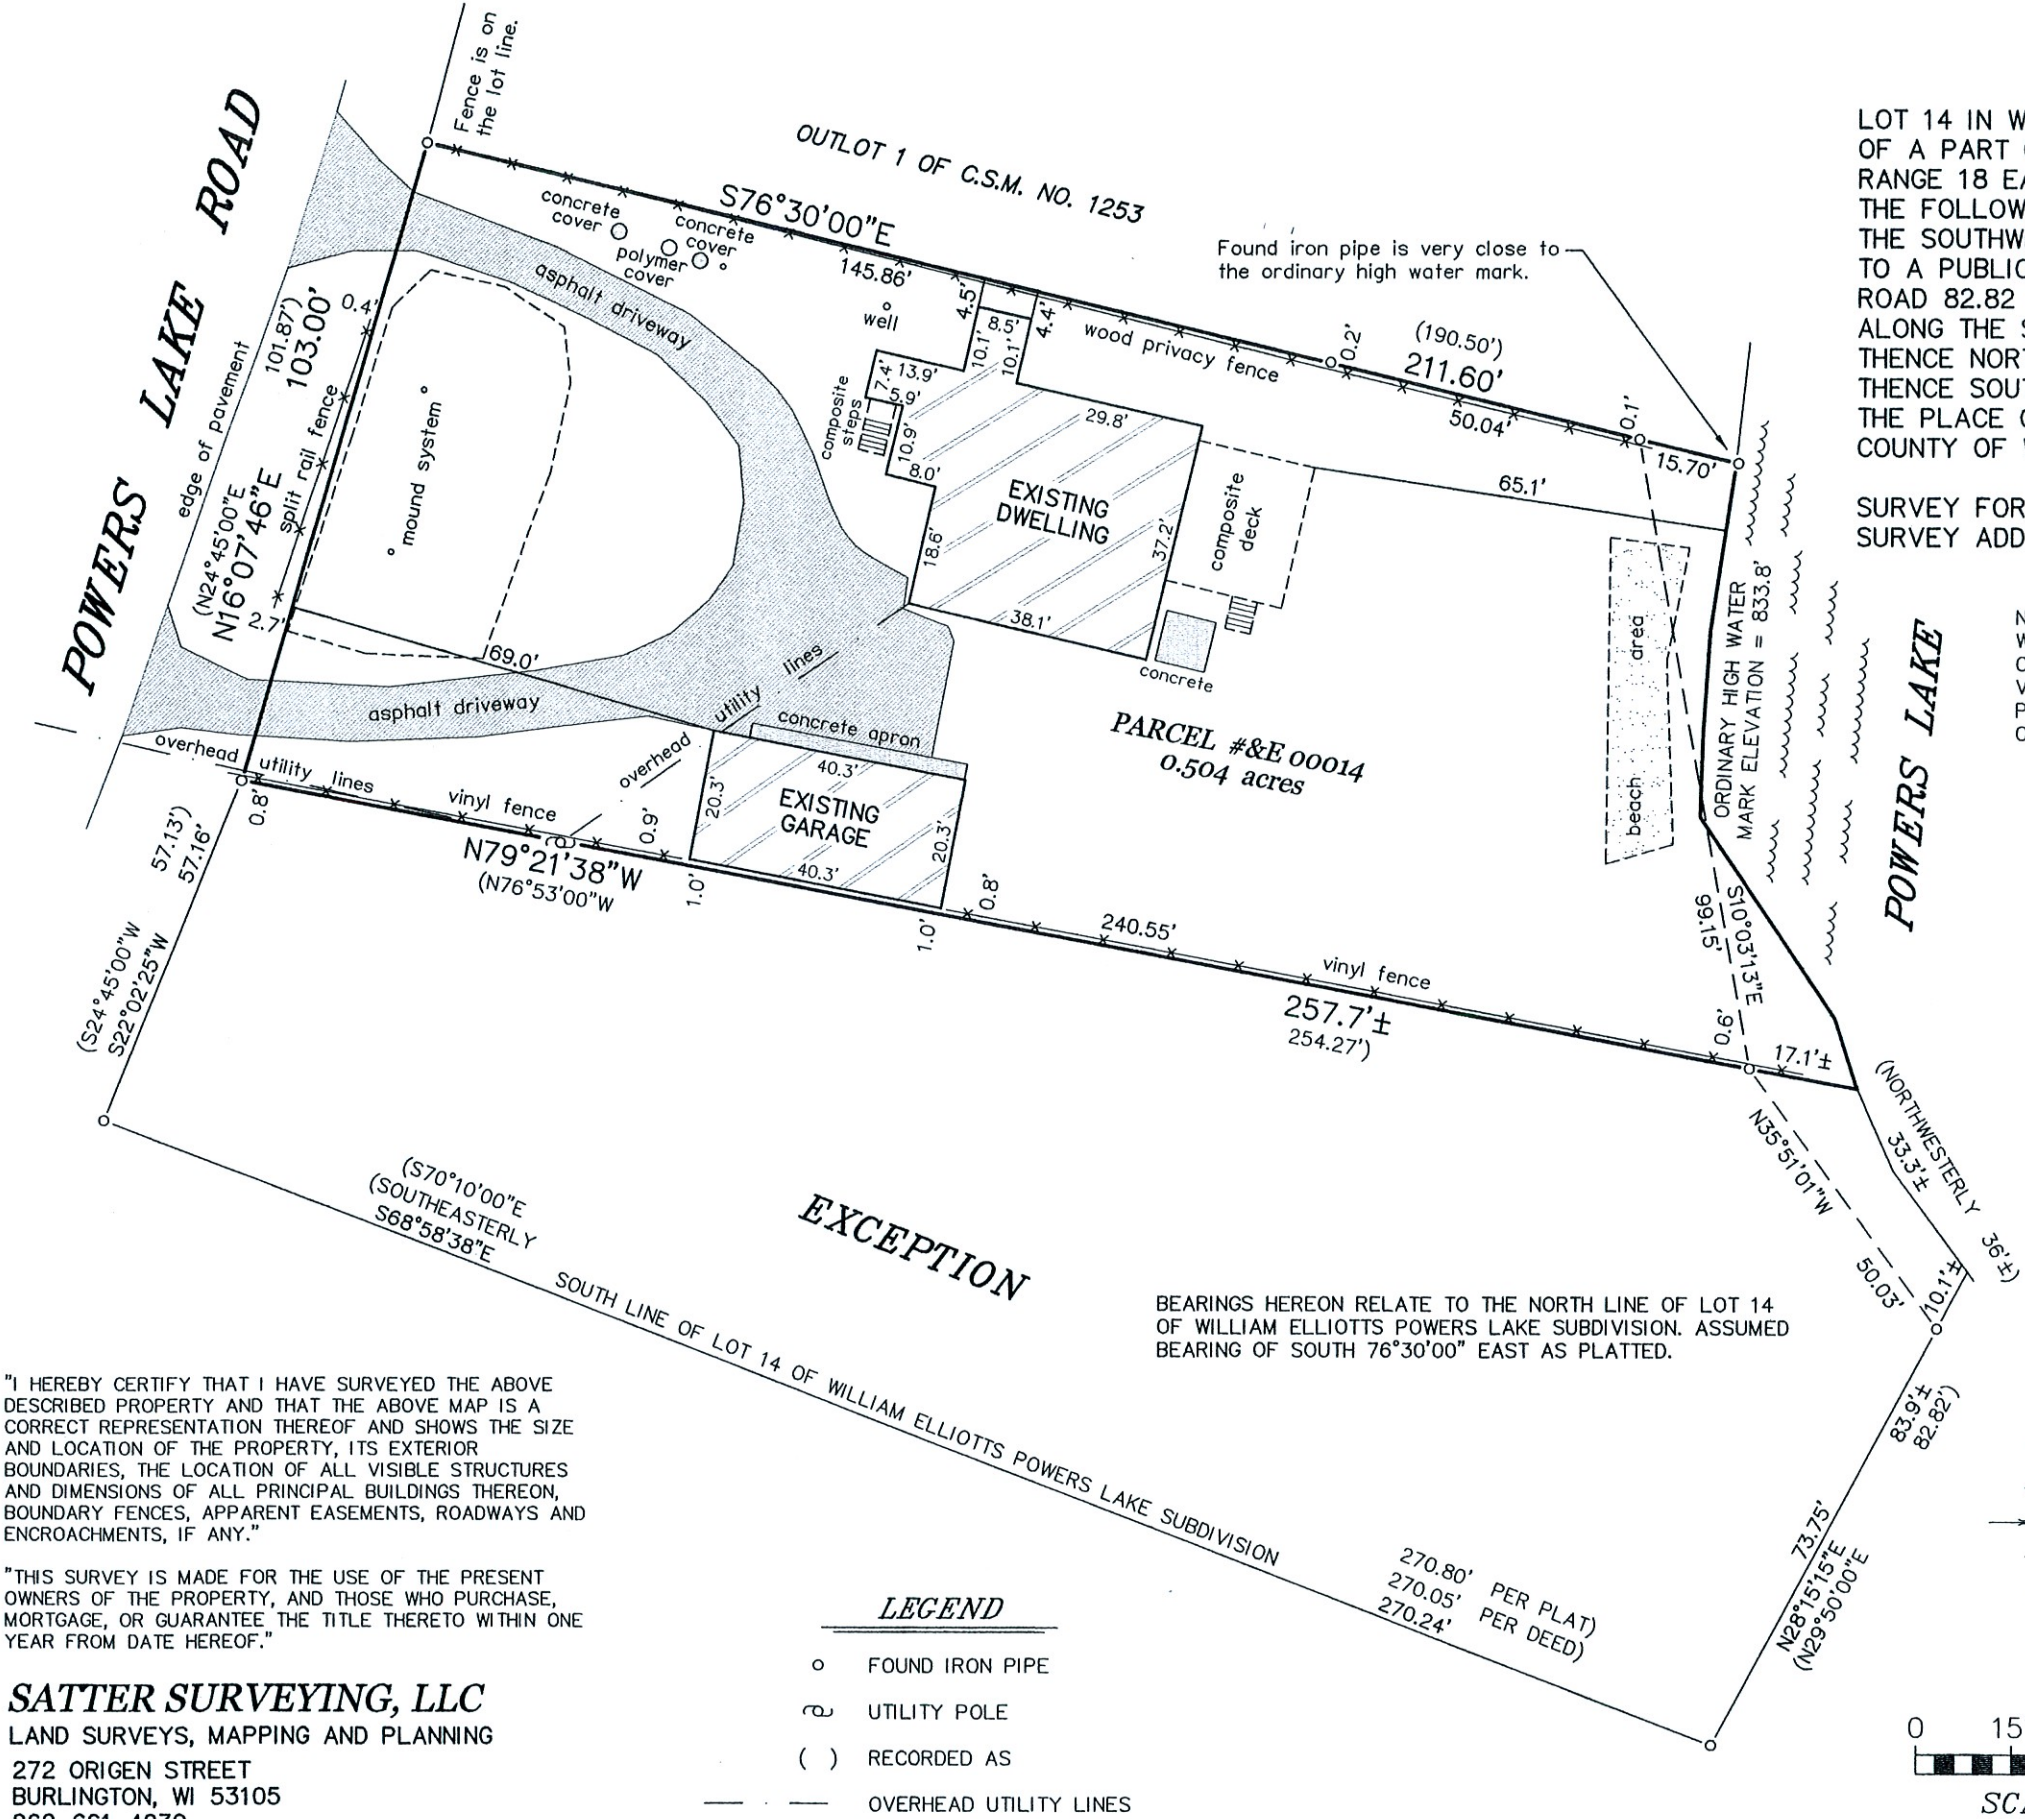 Fence is on
the lot line.
OUTLOT 1 OF C.S.M. NO. 1253
S76°30'00"E
145.86'
Found iron pipe is very close to
the ordinary high water mark.
LOT 14 IN
OF A PART
RANGE 18
THE
THE
TO A PUBLIC
ROAD 82.82
ALONG THE
THENCE
THENCE
THE PLACE
COUNTY OF
SURVEY FOR
SURVEY
POWERS LAKE ROAD
edge of pavement
101.87')
103.00'
0.4'
split rail fence
(N24°45'00"E
N16°07'46"E
2.7'
concrete
cover
concrete
cover
polymer
cover
asphalt driveway
mound system
well
4.5'
8.5'
4.4'
10.1'
10.1'
13.9'
7.4'
5.9'
composite
steps
10.9'
8.0'
18.6'
29.8'
EXISTING
DWELLING
37.2'
38.1'
wood privacy fence
0.2'
(190.50')
211.60'
50.04'
0.1'
15.70'
65.1'
composite
deck
concrete
beach area
ORDINARY HIGH WATER
MARK ELEVATION = 833.8'
POWERS LAKE
69.0'
asphalt driveway
utility lines
concrete apron
overhead
overhead utility lines
vinyl fence
0.8'
0.9'
20.3'
40.3'
EXISTING
GARAGE
20.3'
40.3'
N79°21'38"W
(N76°53'00"W
1.0'
1.0'
0.8'
PARCEL #&E 00014
0.504 acres
240.55'
vinyl fence
257.7'±
254.27')
S10°03'13"E
99.15'
0.9'
17.1'±
57.13')
57.16'
(S24°45'00"W
S22°02'25"W
(NORTHWESTERLY 36'±)
33.3'±
N35°51'01"W 50.03'
10.1'±
83.9'±
82.82')
73.75'
N28°15'15"E
(N29°50'00"E
(S70°10'00"E
(SOUTHEASTERLY
S68°58'38"E
EXCEPTION
SOUTH LINE OF LOT 14 OF WILLIAM ELLIOTTS POWERS LAKE SUBDIVISION
270.80' PER PLAT)
270.05' PER DEED)
270.24'
BEARINGS HEREON RELATE TO THE NORTH LINE OF LOT 14
OF WILLIAM ELLIOTTS POWERS LAKE SUBDIVISION. ASSUMED
BEARING OF SOUTH 76°30'00" EAST AS PLATTED.
"I HEREBY CERTIFY THAT I HAVE SURVEYED THE ABOVE
DESCRIBED PROPERTY AND THAT THE ABOVE MAP IS A
CORRECT REPRESENTATION THEREOF AND SHOWS THE SIZE
AND LOCATION OF THE PROPERTY, ITS EXTERIOR
BOUNDARIES, THE LOCATION OF ALL VISIBLE STRUCTURES
AND DIMENSIONS OF ALL PRINCIPAL BUILDINGS THEREON,
BOUNDARY FENCES, APPARENT EASEMENTS, ROADWAYS AND
ENCROACHMENTS, IF ANY."
"THIS SURVEY IS MADE FOR THE USE OF THE PRESENT
OWNERS OF THE PROPERTY, AND THOSE WHO PURCHASE,
MORTGAGE, OR GUARANTEE THE TITLE THERETO WITHIN ONE
YEAR FROM DATE HEREOF."
SATTER SURVEYING, LLC
LAND SURVEYS, MAPPING AND PLANNING
272 ORIGEN STREET
BURLINGTON, WI 53105
LEGEND
FOUND IRON PIPE
UTILITY POLE
( ) RECORDED AS
OVERHEAD UTILITY LINES
0 15